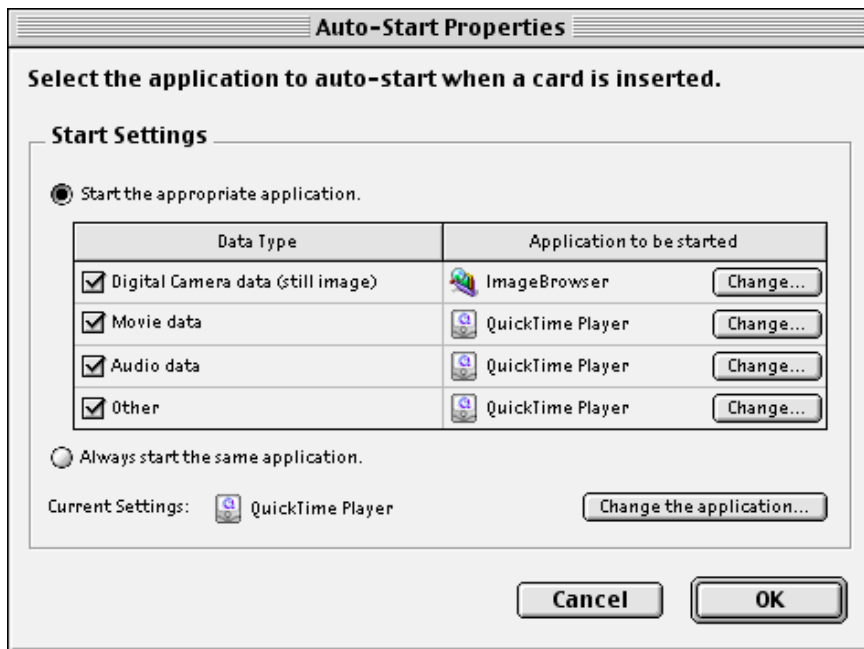 Auto-Start Properties
Select the application to auto-start when a card is inserted.
Start Settings
Start the appropriate application.
Data Type Application to be started
Digital Camera data (still image) ImageBrowser Change...
Movie data QuickTime Player Change...
Audio data QuickTime Player Change...
Other QuickTime Player Change...
Always start the same application.
Current Settings: QuickTime Player Change the application...
Cancel OK